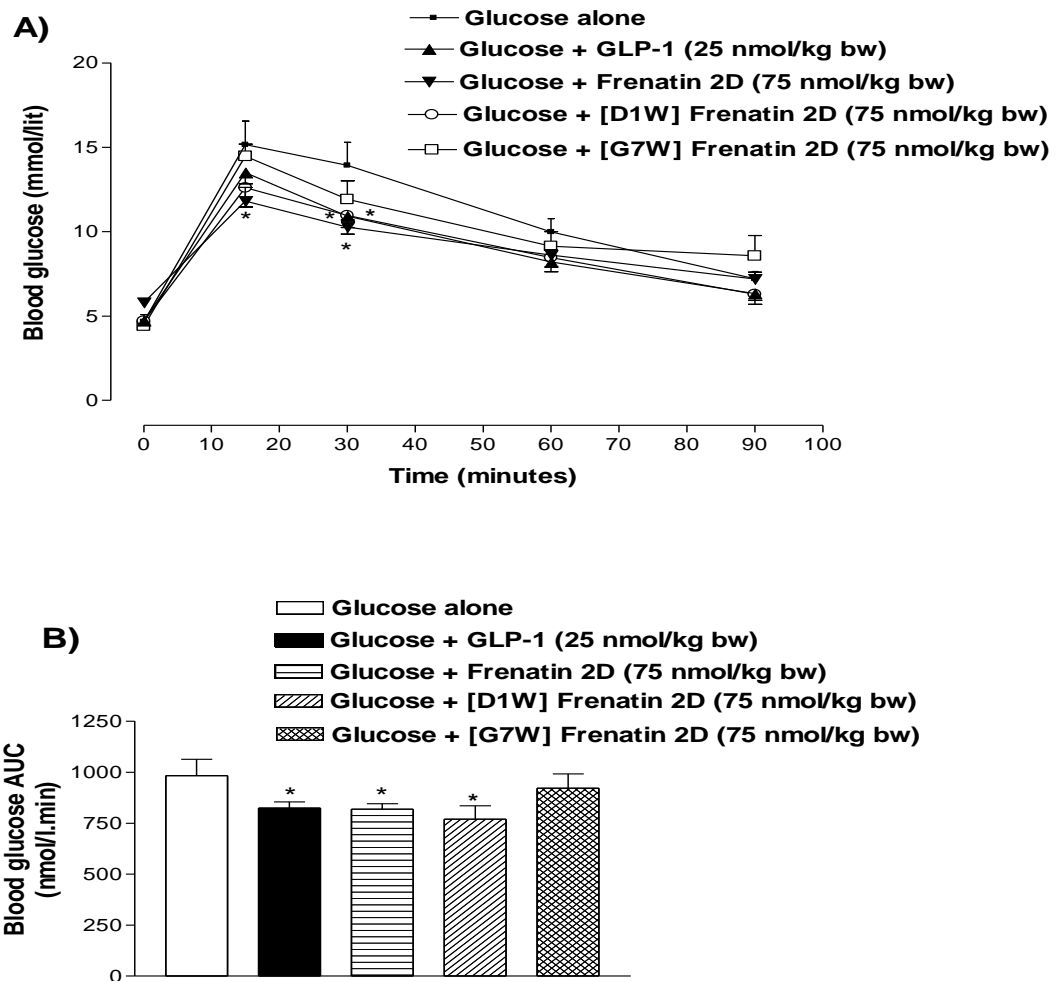 A)
Glucose alone
Glucose + GLP-1 (25 nmol/kg bw)
Glucose + Frenatin 2D (75 nmol/kg bw)
Glucose + [D1W] Frenatin 2D (75 nmol/kg bw)
Glucose + [G7W] Frenatin 2D (75 nmol/kg bw)
Blood glucose (mmol/lit)
20
15
10
5
0
*
* *
*
0 10 20 30 40 50 60 70 80 90 100
Time (minutes)
B)
Glucose alone
Glucose + GLP-1 (25 nmol/kg bw)
Glucose + Frenatin 2D (75 nmol/kg bw)
Glucose + [D1W] Frenatin 2D (75 nmol/kg bw)
Glucose + [G7W] Frenatin 2D (75 nmol/kg bw)
Blood glucose AUC
(nmol/l.min)
1250
1000
750
500
250
0
* * *